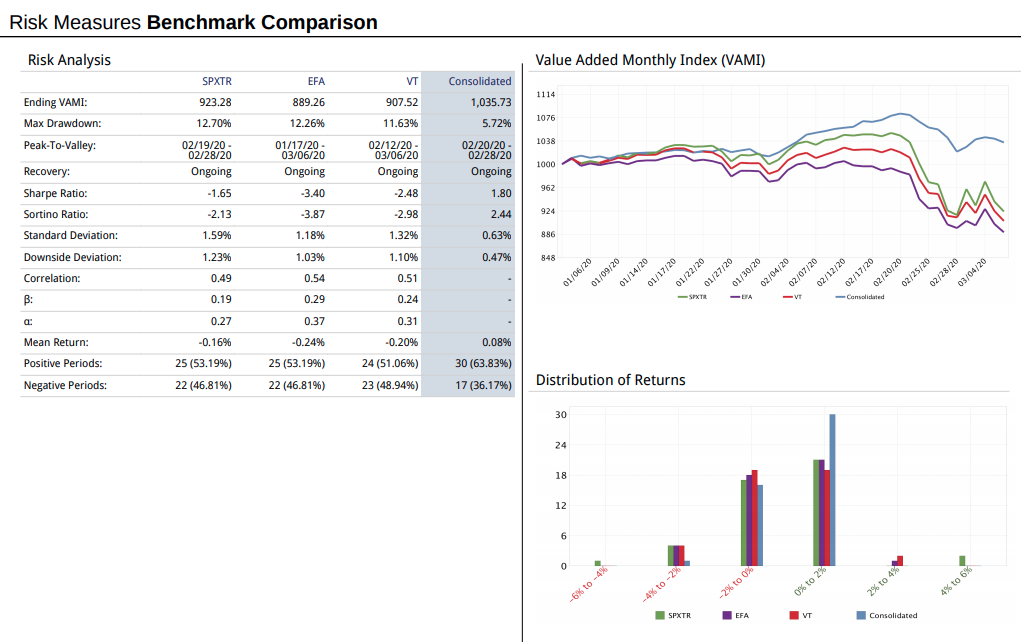 Risk Measures Benchmark Comparison
Risk Analysis
SPXTR EFA VT Consolidated
Ending VAMI: 923.28 889.26 907.52 1,035.73
Max Drawdown: 12.70% 12.26% 11.63% 5.72%
Peak-To-Valley: 02/19/20 - 01/17/20 - 02/12/20 - 02/20/20 -
02/28/20 03/06/20 03/06/20 02/28/20
Recovery: Ongoing Ongoing Ongoing Ongoing
Sharpe Ratio: -1.65 -3.40 -2.48 1.80
Sortino Ratio: -2.13 -3.87 -2.98 2.44
Standard Deviation: 1.59% 1.18% 1.32% 0.63%
Downside Deviation: 1.23% 1.03% 1.10% 0.47%
Correlation: 0.49 0.54 0.51 -
β: 0.19 0.29 0.24 -
α: 0.27 0.37 0.31 -
Mean Return: -0.16% -0.24% -0.20% 0.08%
Positive Periods: 25 (53.19%) 25 (53.19%) 24 (51.06%) 30 (63.83%)
Negative Periods: 22 (46.81%) 22 (46.81%) 23 (48.94%) 17 (36.17%)
Value Added Monthly Index (VAMI)
1114
1076
1038
1000
962
924
886
848
01/06/20 01/09/20 01/14/20 01/17/20 01/22/20 01/27/20 01/30/20 02/04/20 02/07/20 02/12/20 02/17/20 02/20/20 02/25/20 02/28/20 03/04/20
SPXTR EFA VT Consolidated
Distribution of Returns
30
24
18
12
6
0
-6% to -4% -4% to -2% -2% to 0% 0% to 2% 2% to 4% 4% to 6%
SPXTR EFA VT Consolidated